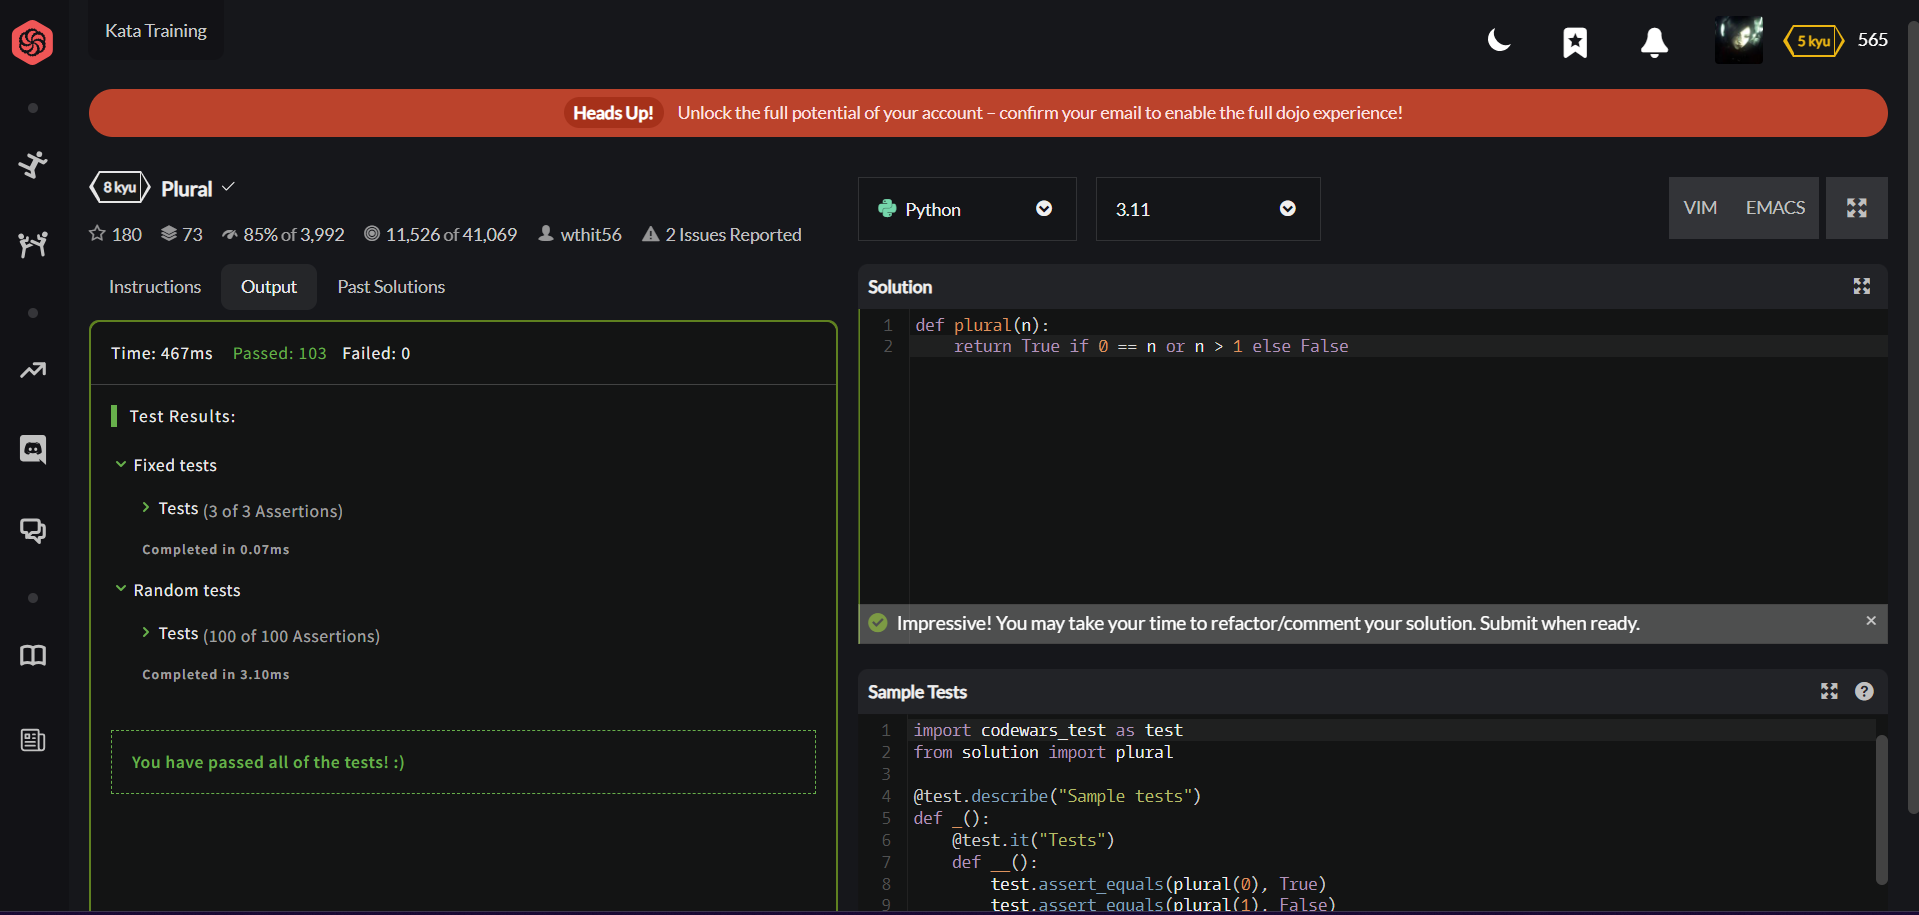 Kata Training
5 kyu 565
Heads Up! Unlock the full potential of your account – confirm your email to enable the full dojo experience!
8 kyu Plural
180 73 85% of 3,992 11,526 of 41,069 wthit56 2 Issues Reported
Instructions Output Past Solutions
Time: 467ms Passed: 103 Failed: 0
Test Results:
Fixed tests
Tests (3 of 3 Assertions)
Completed in 0.07ms
Random tests
Tests (100 of 100 Assertions)
Completed in 3.10ms
You have passed all of the tests! :)
Python 3.11 VIM EMACS
Solution
1 def plural(n):
2     return True if 0 == n or n > 1 else False
Impressive! You may take your time to refactor/comment your solution. Submit when ready. ×
Sample Tests ?
1 import codewars_test as test
2 from solution import plural
3
4 @test.describe("Sample tests")
5 def _():
6     @test.it("Tests")
7     def __():
8         test.assert_equals(plural(0), True)
9         test.assert_equals(plural(1), False)